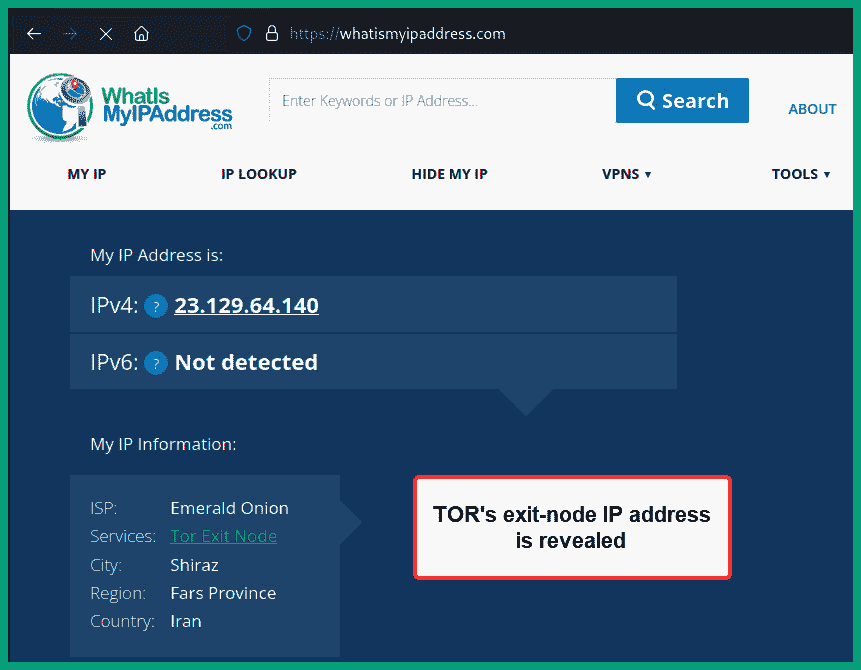 https://whatismyipaddress.com
WhatIs
MyIPAddress
.com
Enter Keywords or IP Address...
Search
ABOUT
MY IP
IP LOOKUP
HIDE MY IP
VPNS
TOOLS
My IP Address is:
IPv4: ? 23.129.64.140
IPv6: ? Not detected
My IP Information:
ISP: Emerald Onion
Services: Tor Exit Node
City: Shiraz
Region: Fars Province
Country: Iran
TOR's exit-node IP address
is revealed